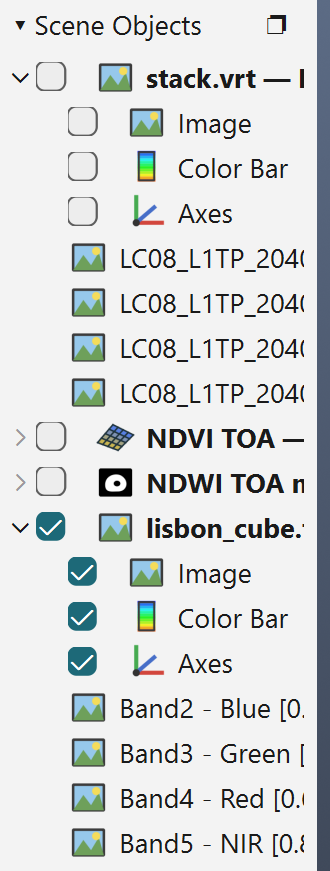 Scene Objects
stack.vrt —
Image
Color Bar
Axes
LC08_L1TP_204
LC08_L1TP_204
LC08_L1TP_204
LC08_L1TP_204
NDVI TOA —
NDWI TOA
lisbon_cube.
Image
Color Bar
Axes
Band2 - Blue [0.
Band3 - Green [
Band4 - Red [0.
Band5 - NIR [0.8